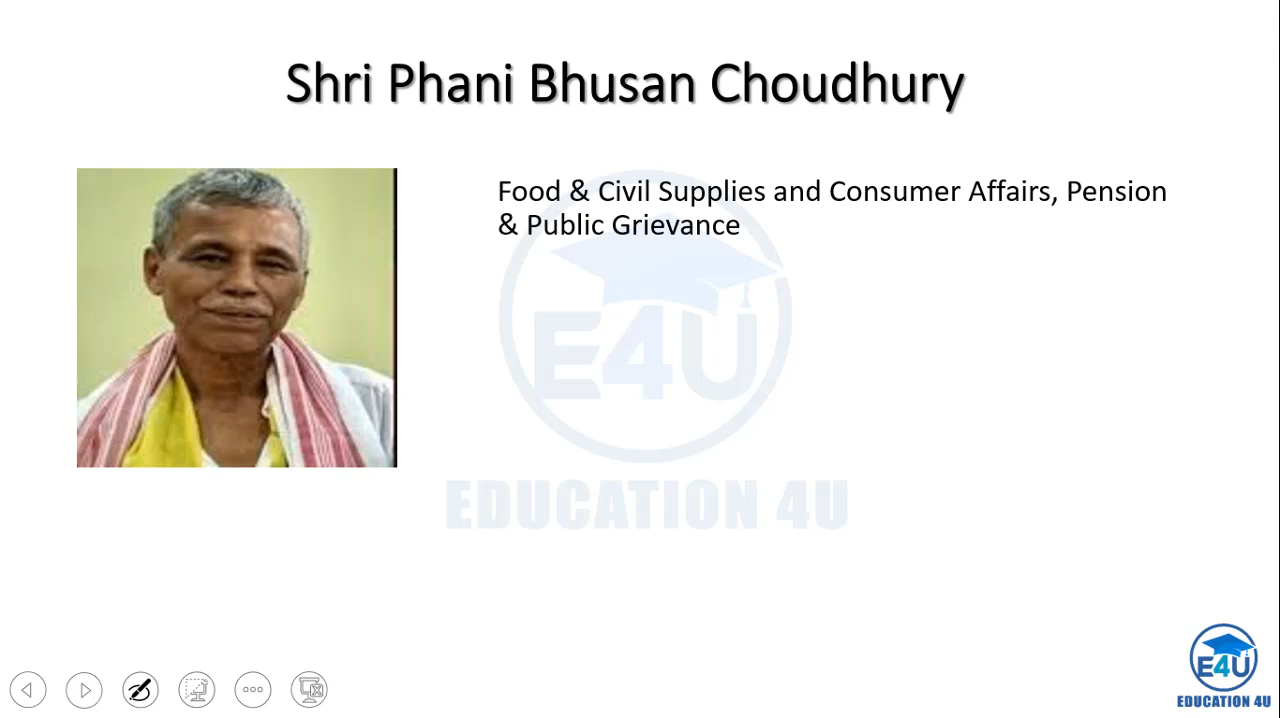 Shri Phani Bhusan Choudhury
Food & Civil Supplies and Consumer Affairs, Pension
& Public Grievance
E4U
EDUCATION 4U
E4U
EDUCATION 4U